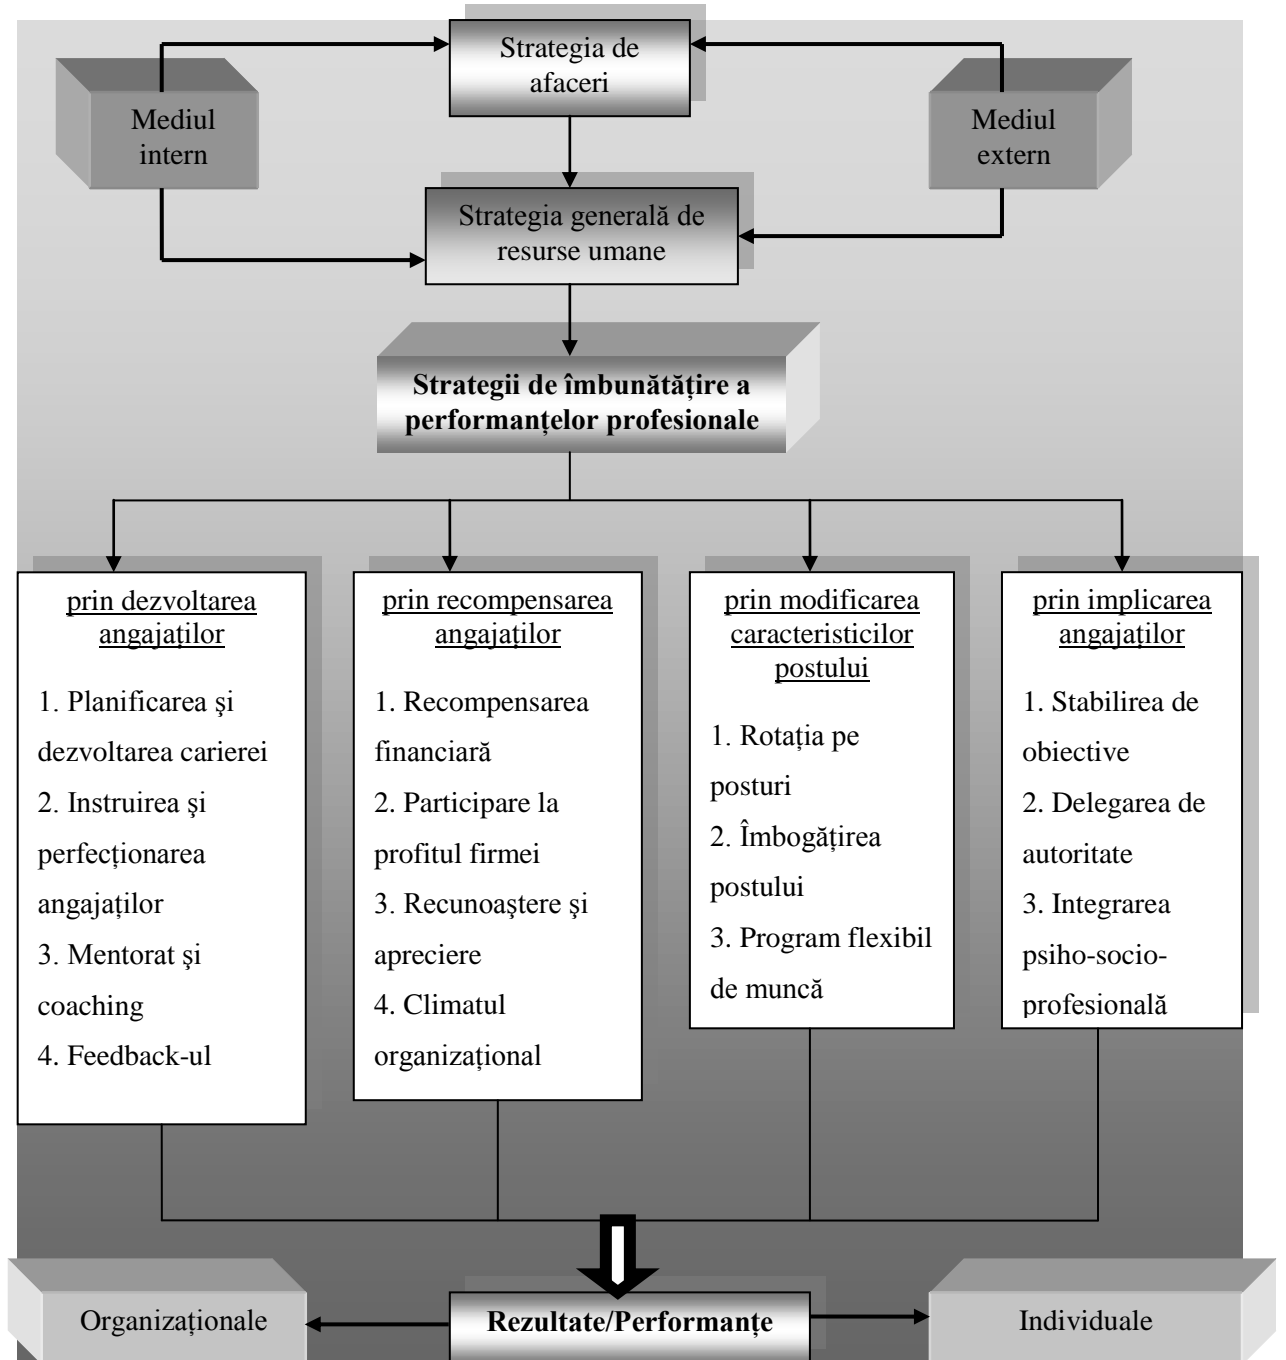 Strategia de
afaceri
Mediul
intern
Mediul
extern
Strategia generală de
resurse umane
Strategii de îmbunătățire a
performanțelor profesionale
prin dezvoltarea
angajaților
1. Planificarea şi
dezvoltarea carierei
2. Instruirea şi
perfecționarea
angajaților
3. Mentorat şi
coaching
4. Feedback-ul
prin recompensarea
angajaților
1. Recompensarea
financiară
2. Participare la
profitul firmei
3. Recunoaştere şi
apreciere
4. Climatul
organizațional
prin modificarea
caracteristicilor
postului
1. Rotația pe
posturi
2. Îmbogățirea
postului
3. Program flexibil
de muncă
prin implicarea
angajaților
1. Stabilirea de
obiective
2. Delegarea de
autoritate
3. Integrarea
psiho-socio-
profesională
Organizaționale
Rezultate/Performanțe
Individuale